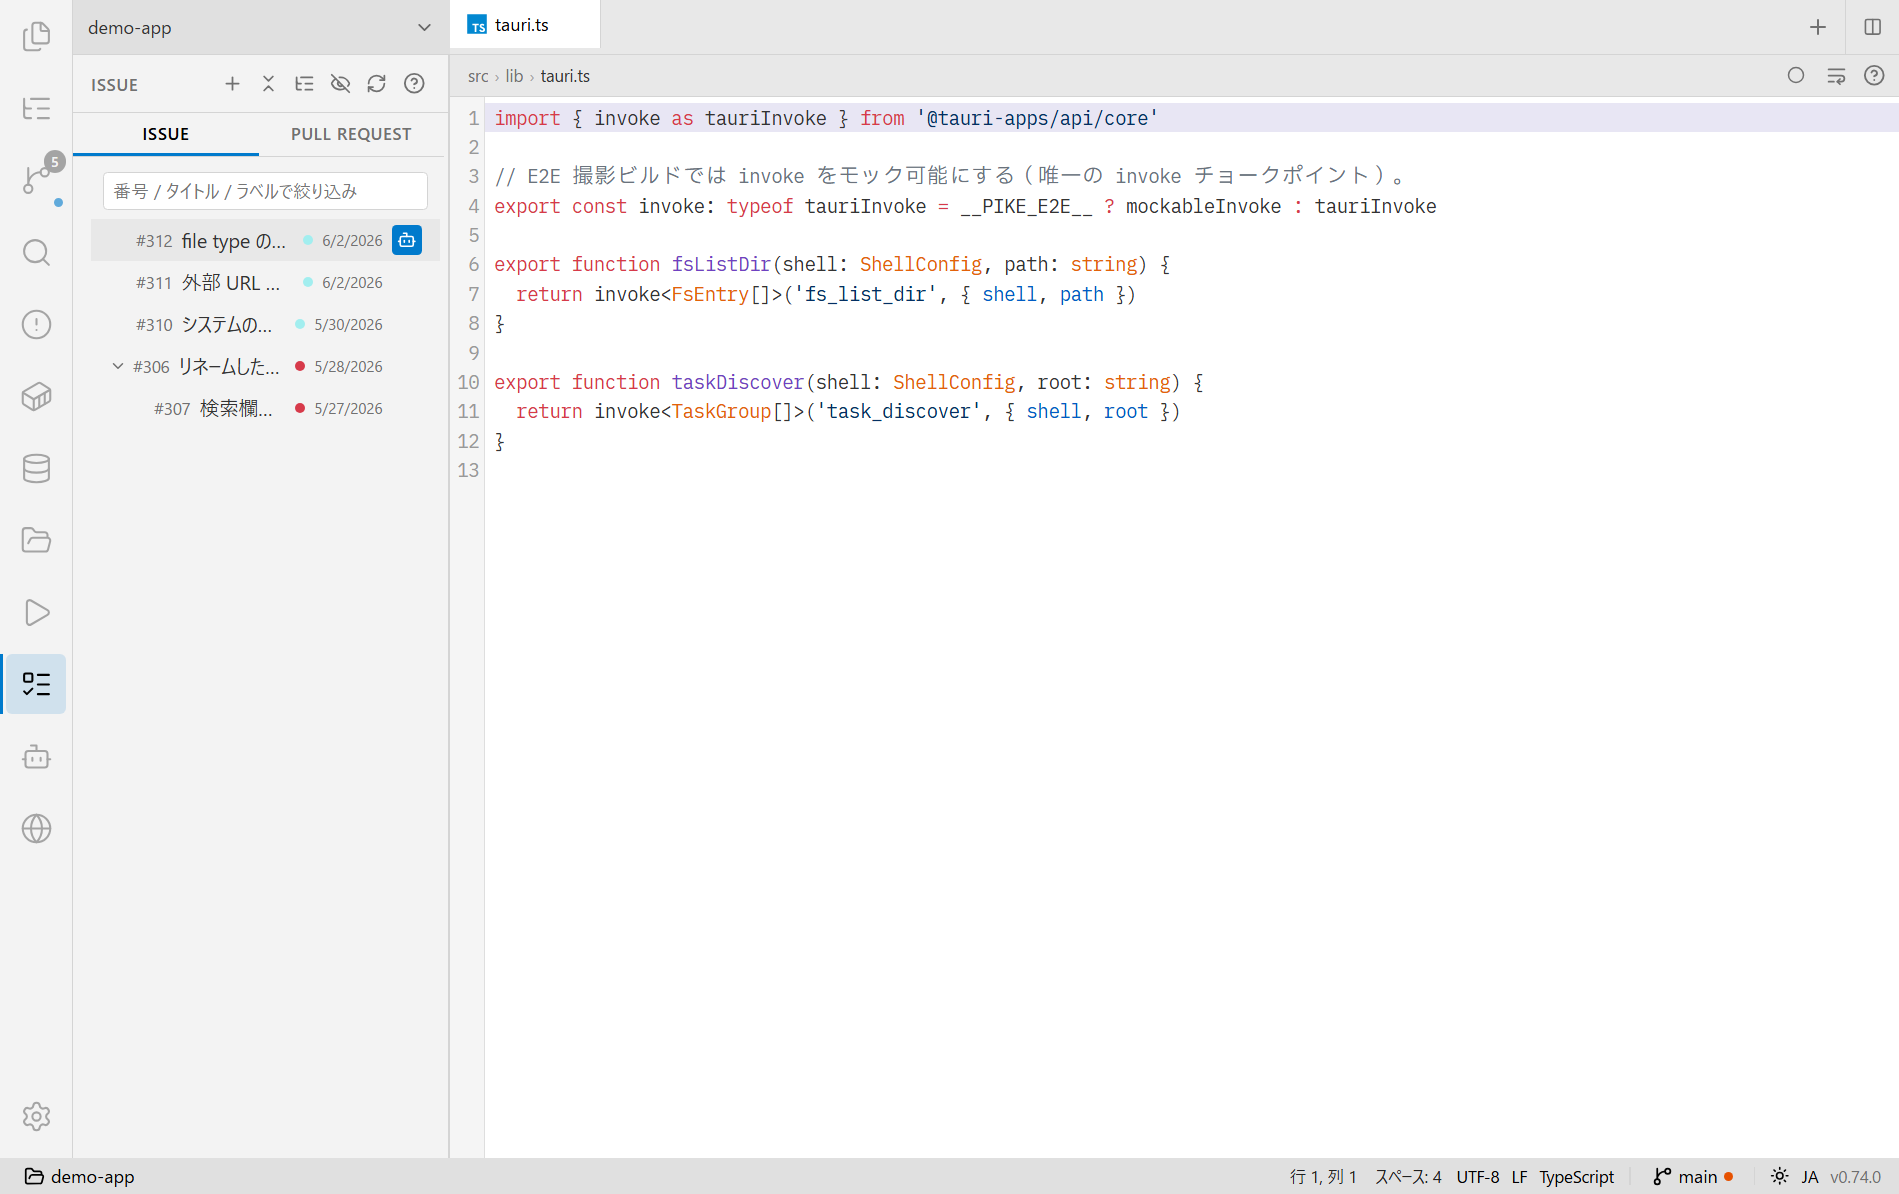 demo-app
TS tauri.ts
ISSUE
src › lib › tauri.ts
ISSUE
PULL REQUEST
5
番号 / タイトル / ラベルで絞り込み
#312 file type の... 6/2/2026
#311 外部 URL ... 6/2/2026
#310 システムの... 5/30/2026
#306 リネームした... 5/28/2026
#307 検索欄... 5/27/2026
1 import { invoke as tauriInvoke } from '@tauri-apps/api/core'
2
3 // E2E 撮影ビルドでは invoke をモック可能にする（唯一の invoke チョークポイント）。
4 export const invoke: typeof tauriInvoke = __PIKE_E2E__ ? mockableInvoke : tauriInvoke
5
6 export function fsListDir(shell: ShellConfig, path: string) {
7   return invoke<FsEntry[]>('fs_list_dir', { shell, path })
8 }
9
10 export function taskDiscover(shell: ShellConfig, root: string) {
11   return invoke<TaskGroup[]>('task_discover', { shell, root })
12 }
13
demo-app
行 1, 列 1 スペース: 4 UTF-8 LF TypeScript main JA v0.74.0